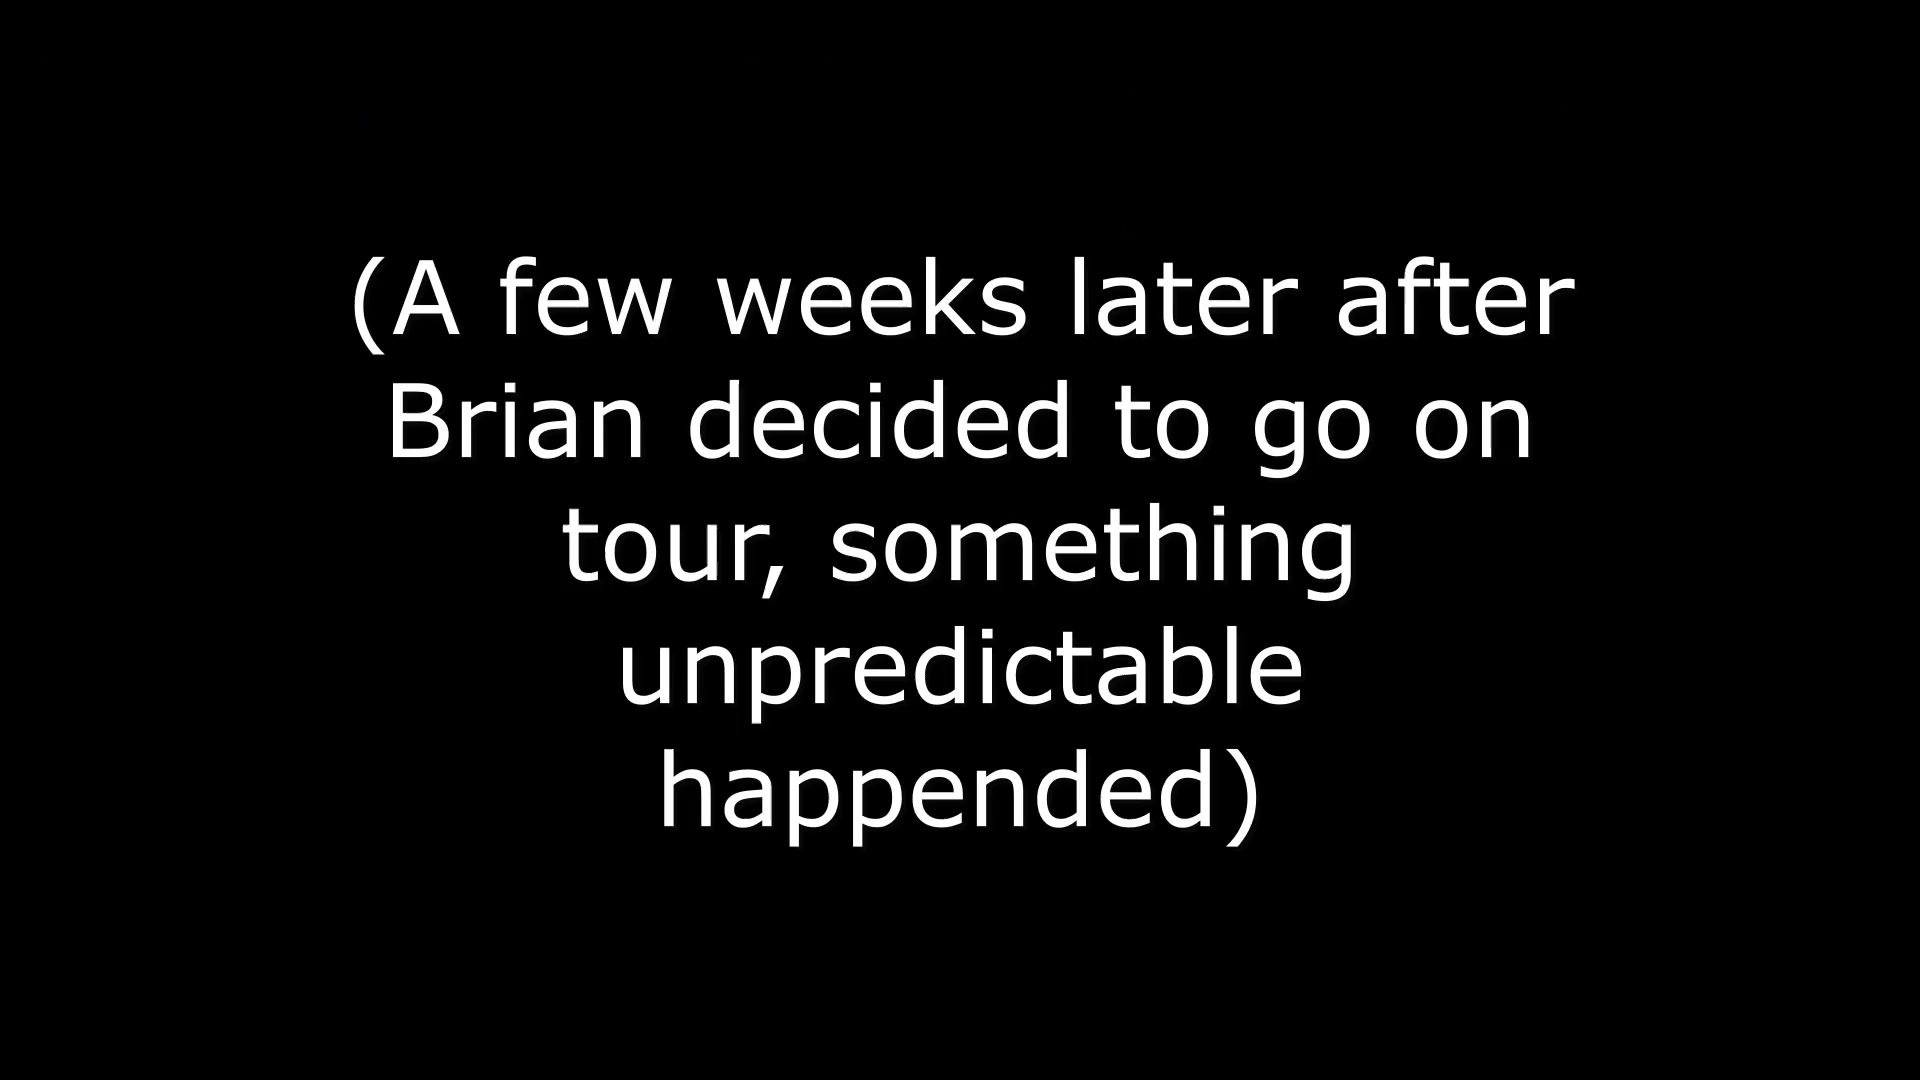 (A few weeks later after
Brian decided to go on
tour, something
unpredictable
happended)